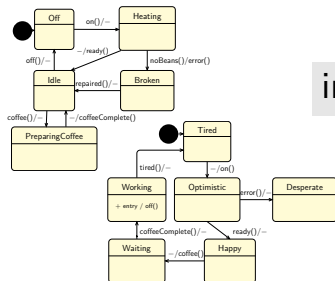 Off
on()/−
Heating
−/ready()
off()/−
noBeans()/error()
Idle
repaired()/−
Broken
coffee()/−
−/coffeeComplete()
PreparingCoffee
Tired
tired()/−
−/on()
Working
+ entry / off()
Optimistic
error()/−
Desperate
coffeeComplete()/−
ready()/−
Waiting
−/coffee()
Happy